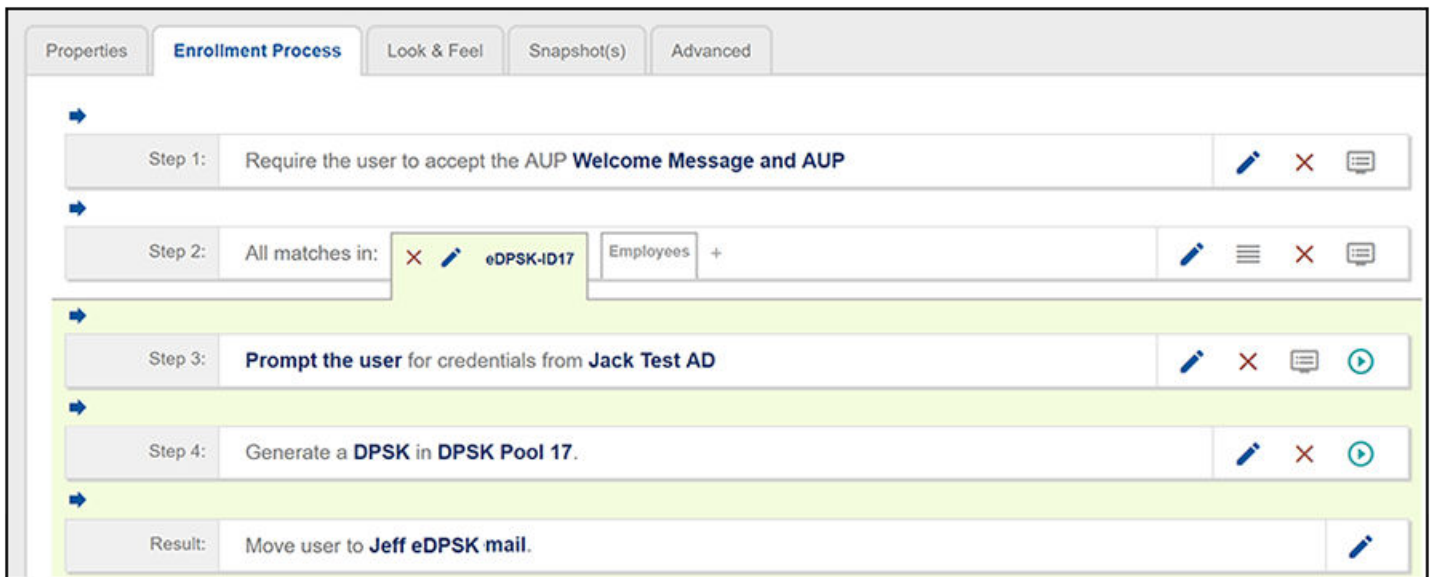 Properties Enrollment Process Look & Feel Snapshot(s) Advanced
Step 1: Require the user to accept the AUP Welcome Message and AUP
Step 2: All matches in: eDPSK-ID17 Employees +
Step 3: Prompt the user for credentials from Jack Test AD
Step 4: Generate a DPSK in DPSK Pool 17.
Result: Move user to Jeff eDPSK mail.